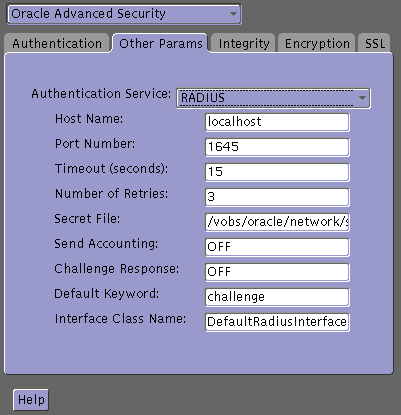 Oracle Advanced Security
Authentication Other Params Integrity Encryption SSL
Authentication Service: RADIUS
Host Name: localhost
Port Number: 1645
Timeout (seconds): 15
Number of Retries: 3
Secret File: /vobs/oracle/network/s
Send Accounting: OFF
Challenge Response: OFF
Default Keyword: challenge
Interface Class Name: DefaultRadiusInterface
Help